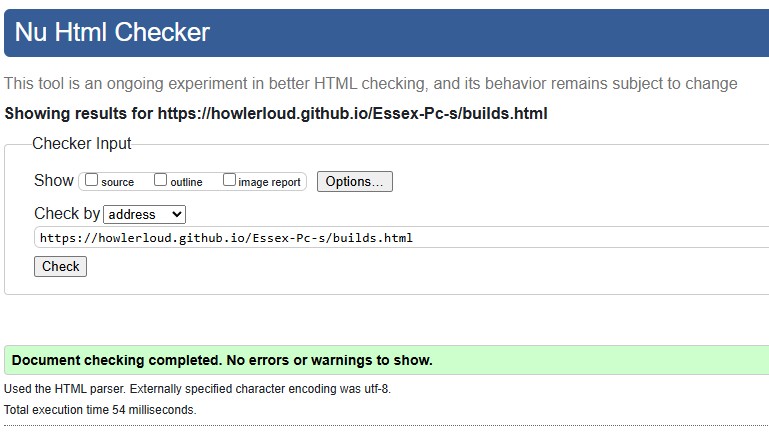 Nu Html Checker
This tool is an ongoing experiment in better HTML checking, and its behavior remains subject to change
Showing results for https://howlerloud.github.io/Essex-Pc-s/builds.html
Checker Input
Show source outline image report Options...
Check by address
https://howlerloud.github.io/Essex-Pc-s/builds.html
Check
Document checking completed. No errors or warnings to show.
Used the HTML parser. Externally specified character encoding was utf-8.
Total execution time 54 milliseconds.